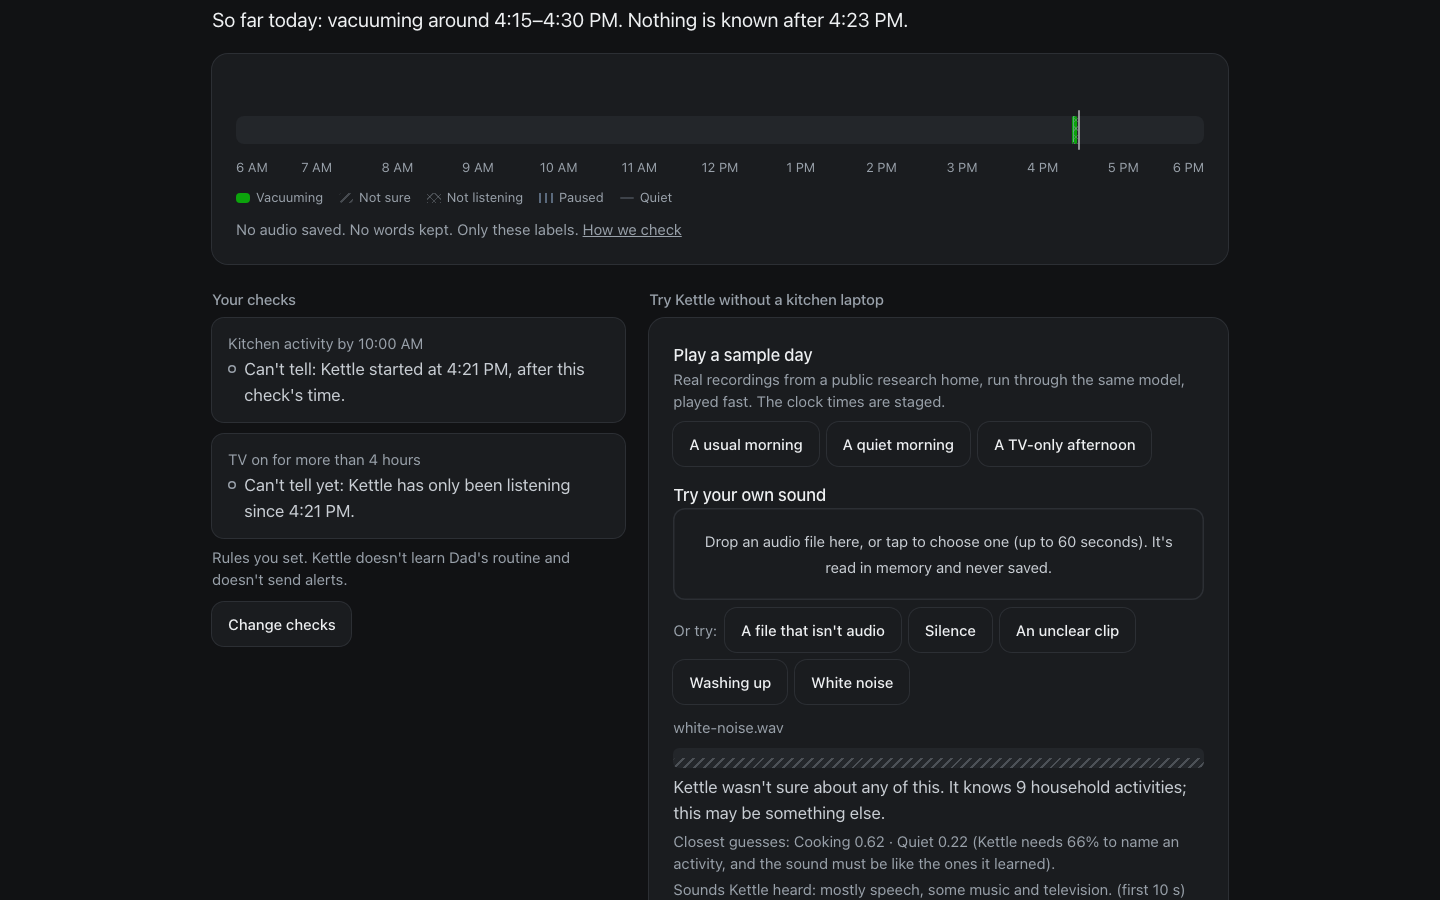 So far today: vacuuming around 4:15–4:30 PM. Nothing is known after 4:23 PM.
6 AM 7 AM 8 AM 9 AM 10 AM 11 AM 12 PM 1 PM 2 PM 3 PM 4 PM 5 PM 6 PM
Vacuuming Not sure Not listening Paused Quiet
No audio saved. No words kept. Only these labels. How we check
Your checks
Kitchen activity by 10:00 AM
Can't tell: Kettle started at 4:21 PM, after this
check's time.
TV on for more than 4 hours
Can't tell yet: Kettle has only been listening
since 4:21 PM.
Rules you set. Kettle doesn't learn Dad's routine and
doesn't send alerts.
Change checks
Try Kettle without a kitchen laptop
Play a sample day
Real recordings from a public research home, run through the same model,
played fast. The clock times are staged.
A usual morning A quiet morning A TV-only afternoon
Try your own sound
Drop an audio file here, or tap to choose one (up to 60 seconds). It's
read in memory and never saved.
Or try: A file that isn't audio Silence An unclear clip
Washing up White noise
white-noise.wav
Kettle wasn't sure about any of this. It knows 9 household activities;
this may be something else.
Closest guesses: Cooking 0.62 · Quiet 0.22 (Kettle needs 66% to name an
activity, and the sound must be like the ones it learned).
Sounds Kettle heard: mostly speech, some music and television. (first 10 s)